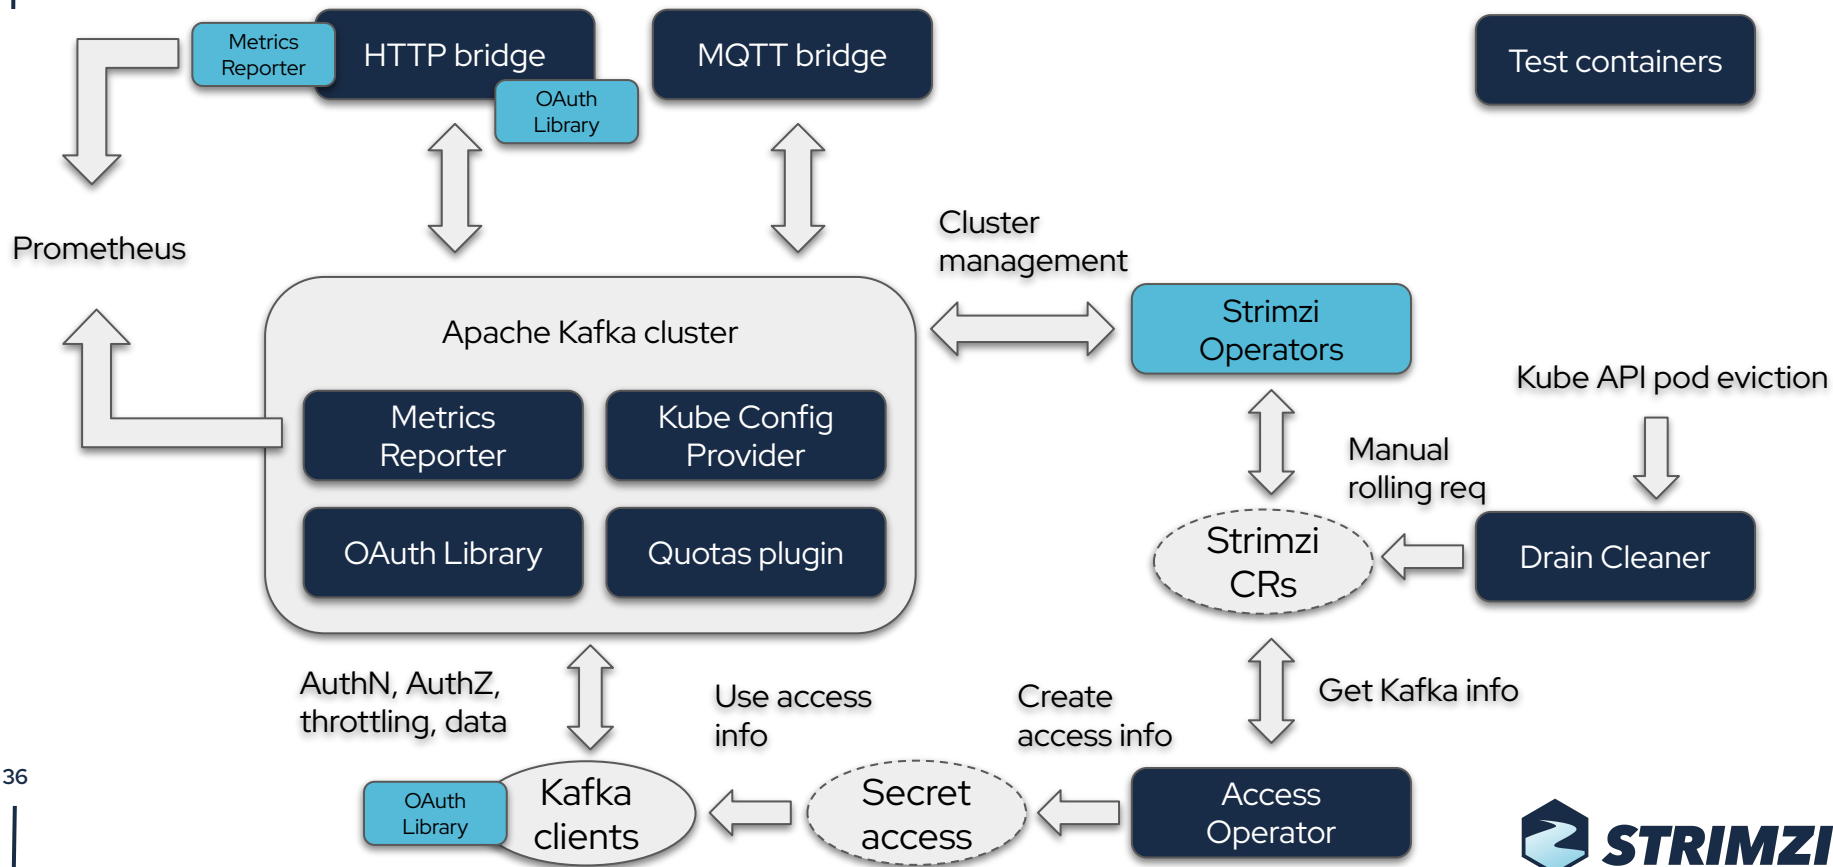 Metrics
Reporter
HTTP bridge
OAuth
Library
MQTT bridge
Test containers
Prometheus
Cluster
management
Apache Kafka cluster
Strimzi
Operators
Kube API pod eviction
Metrics
Reporter
Kube Config
Provider
Manual
rolling req
OAuth Library
Quotas plugin
Strimzi
CRs
Drain Cleaner
AuthN, AuthZ,
throttling, data
Use access
info
Create
access info
Get Kafka info
36
OAuth
Library
Kafka
clients
Secret
access
Access
Operator
STRIMZI